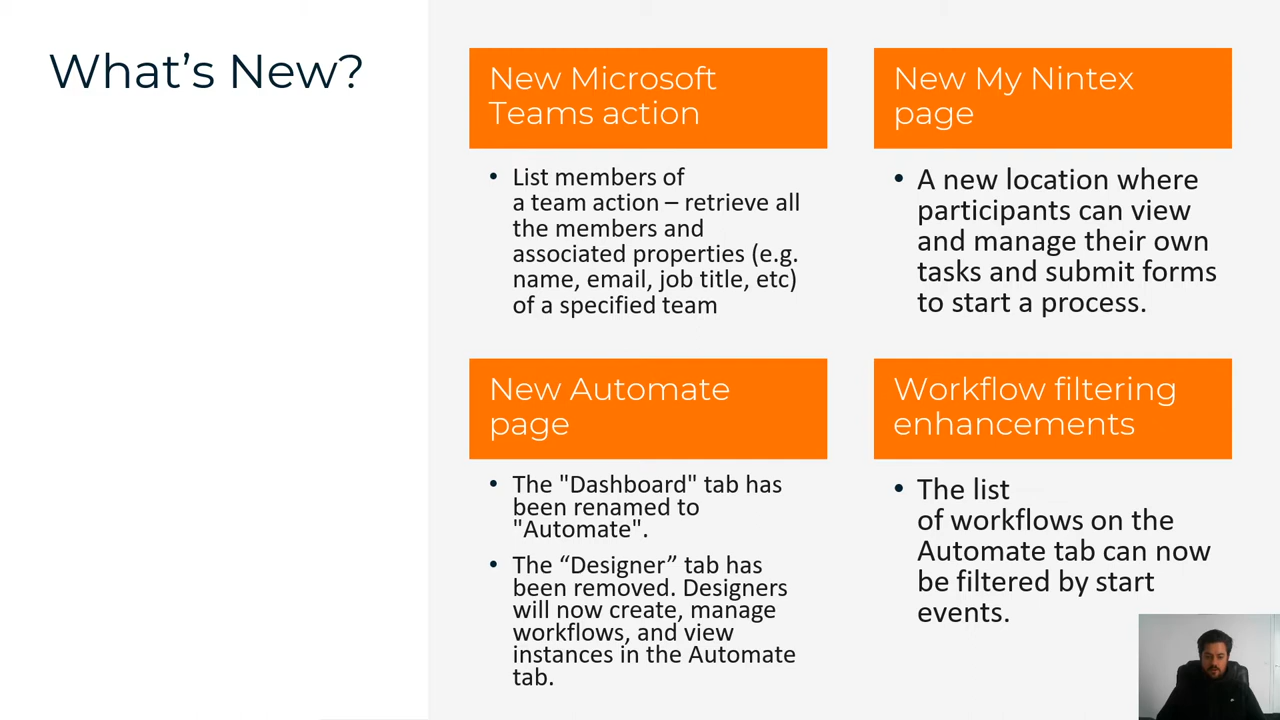 What’s New?
New Microsoft
Teams action
• List members of
a team action – retrieve all
the members and
associated properties (e.g.
name, email, job title, etc)
of a specified team
New My Nintex
page
• A new location where
participants can view
and manage their own
tasks and submit forms
to start a process.
New Automate
page
• The "Dashboard" tab has
been renamed to
"Automate".
• The “Designer” tab has
been removed. Designers
will now create, manage
workflows, and view
instances in the Automate
tab.
Workflow filtering
enhancements
• The list
of workflows on the
Automate tab can now
be filtered by start
events.